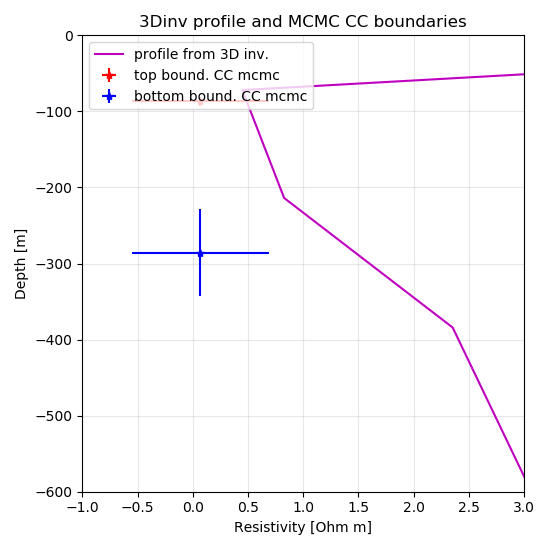 3Dinv profile and MCMC CC boundaries
profile from 3D inv.
top bound. CC mcmc
bottom bound. CC mcmc
0
−100
−200
−300
−400
−500
−600
Depth [m]
−1.0 −0.5 0.0 0.5 1.0 1.5 2.0 2.5 3.0
Resistivity [Ohm m]